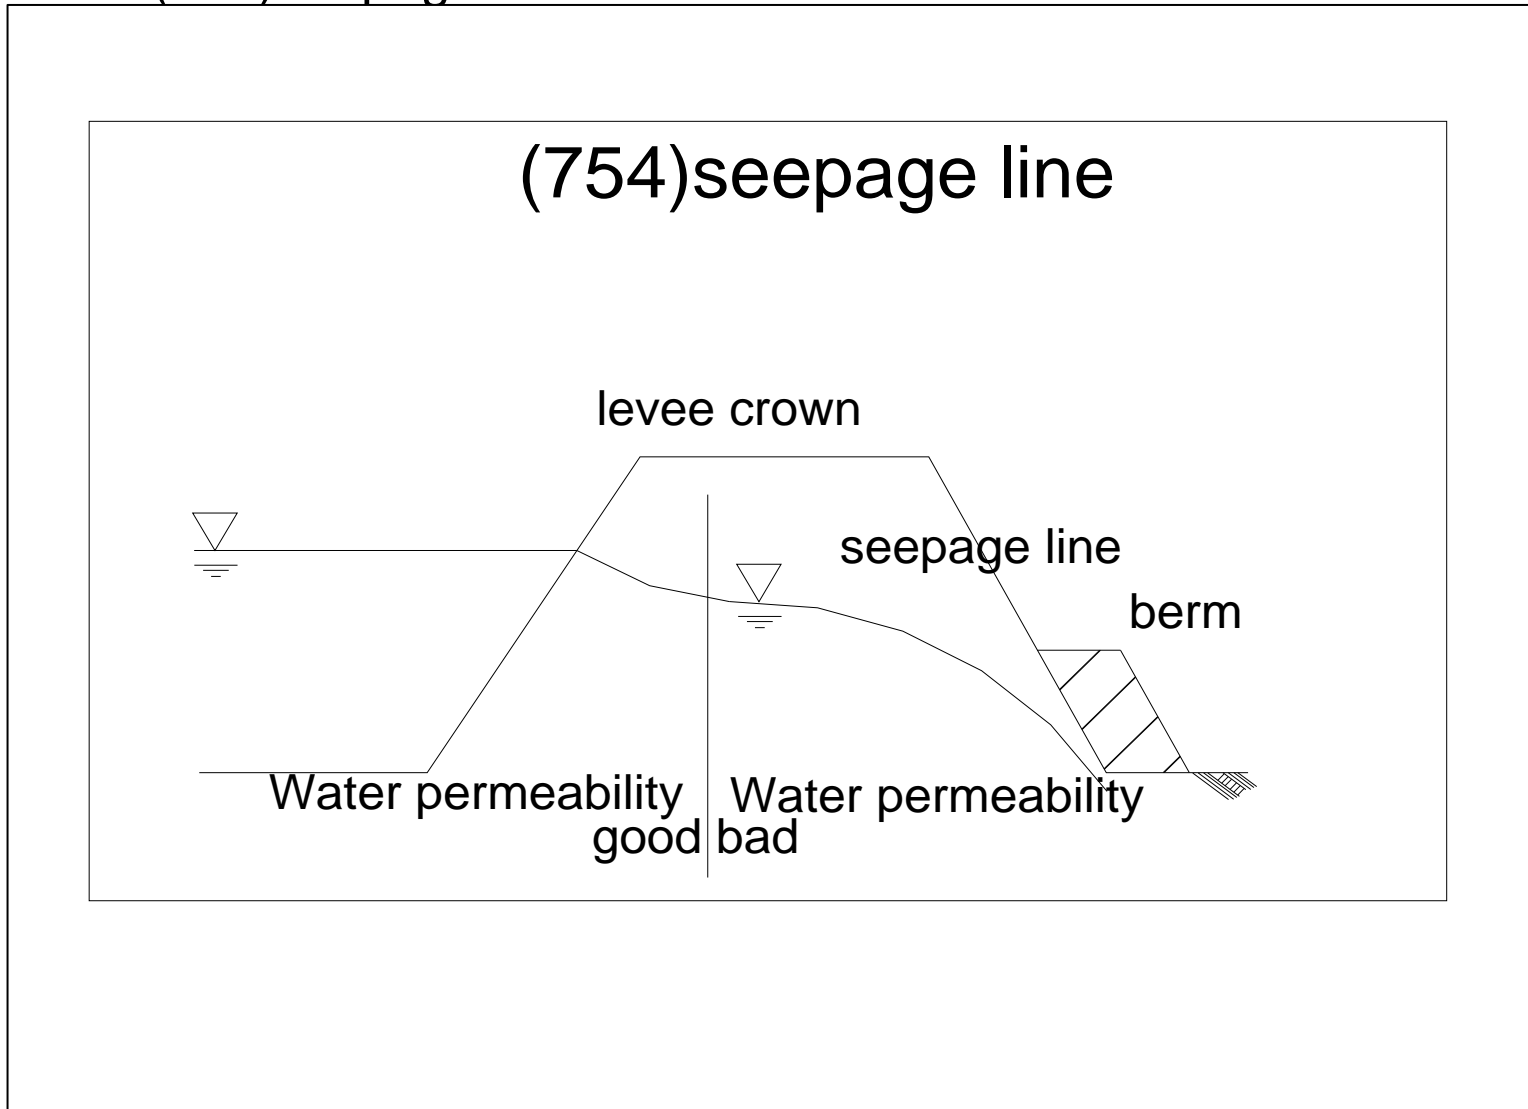 (754)seepage line
levee crown
seepage line
berm
Water permeability
good
Water permeability
bad